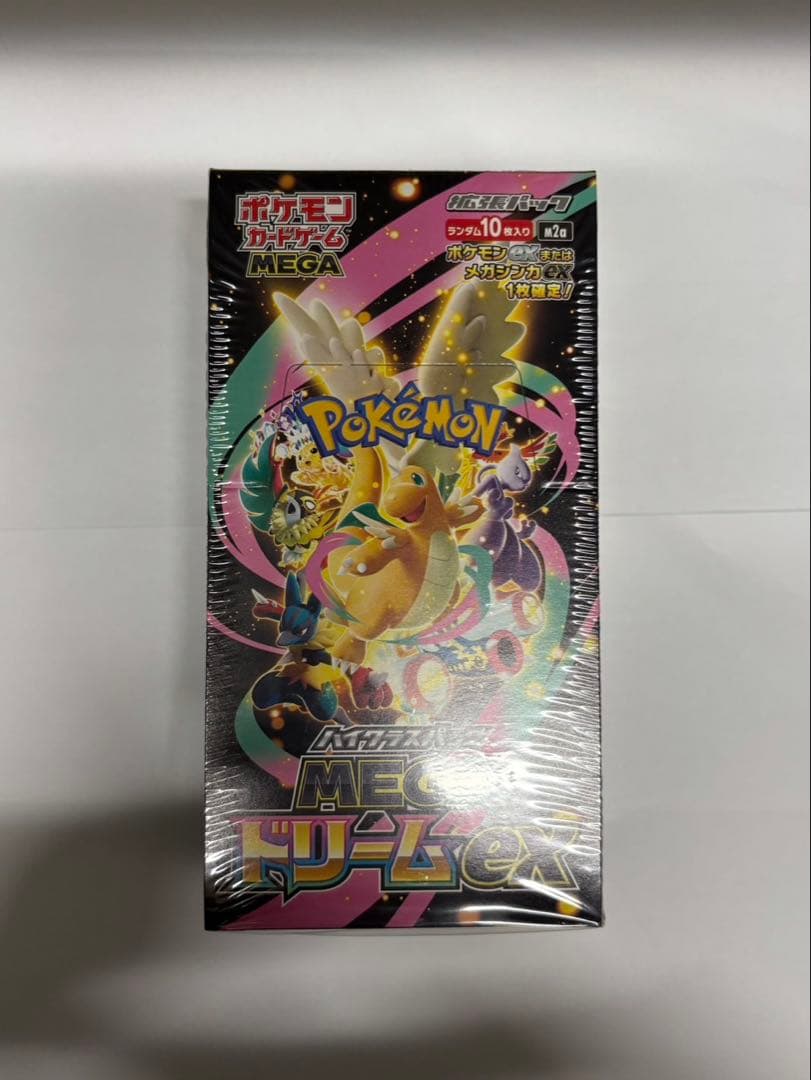 ポケモン
カードゲーム
MEGA
拡張パック
ランダム10枚入り M2a
ポケモンexまたは
メガシンカex
1枚確定!
POKéMON
ハイクラスパック
MEGA
ドリームex